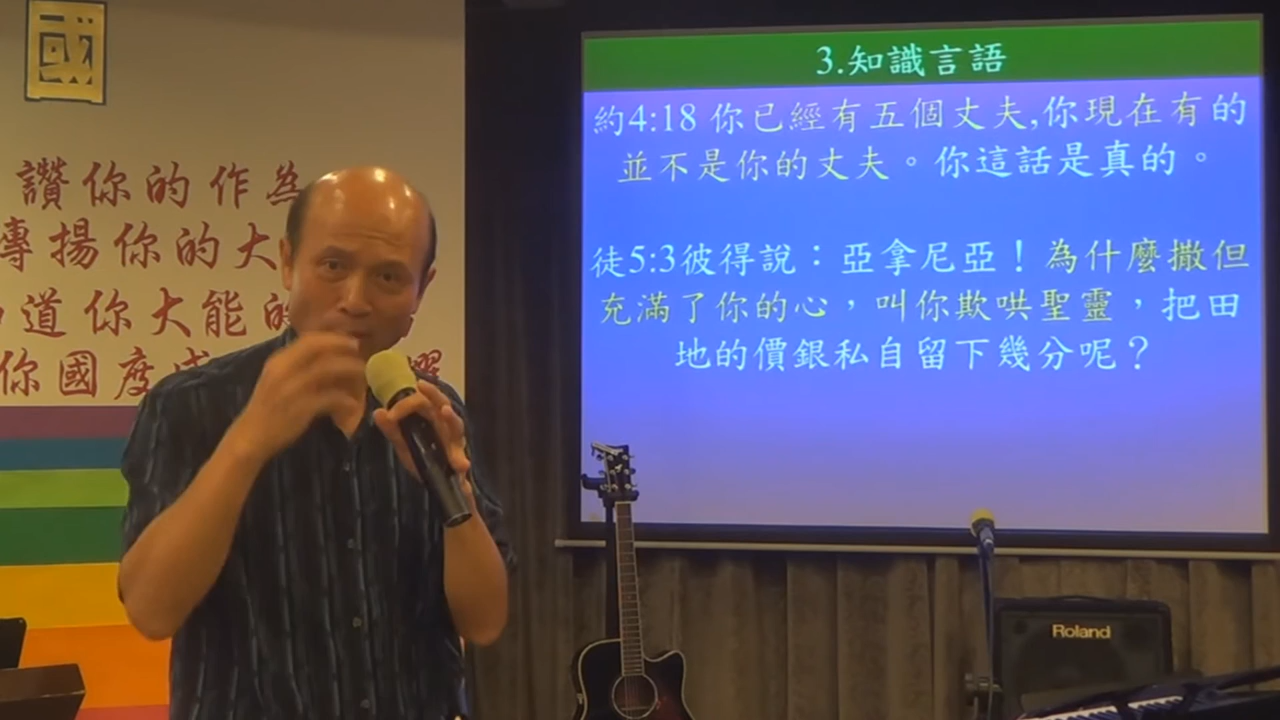 國
讚你的作為
傳揚你的大
道你大能的
你國度
3.知識言語
約4:18 你已經有五個丈夫,你現在有的
並不是你的丈夫。你這話是真的。
徒5:3彼得說：亞拿尼亞！為什麼撒但
充滿了你的心，叫你欺哄聖靈，把田
地的價銀私自留下幾分呢？
Roland